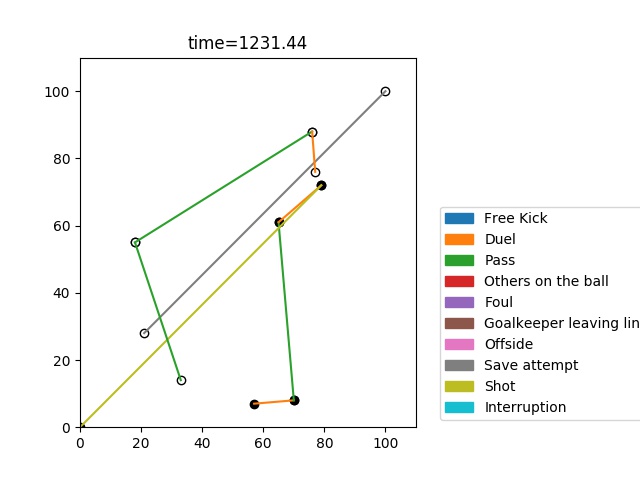 time=1231.44
100
80
60
40
20
0
0 20 40 60 80 100
Free Kick
Duel
Pass
Others on the ball
Foul
Goalkeeper leaving lin
Offside
Save attempt
Shot
Interruption